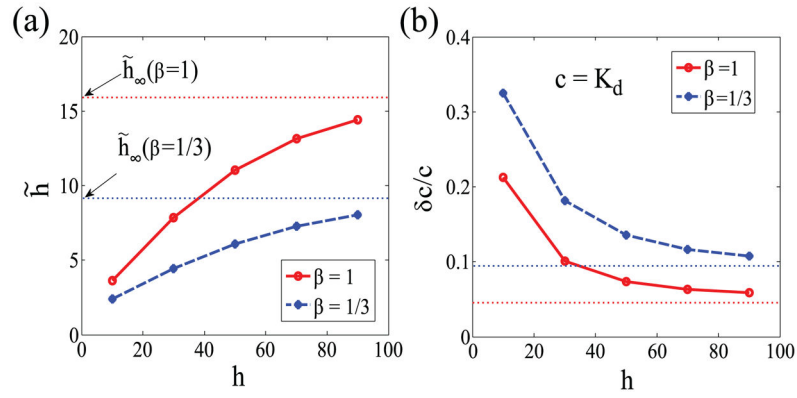 (a)
20
15
10
5
0
0 20 40 60 80 100
h̃
h
h̃∞(β=1)
h̃∞(β=1/3)
β = 1
β = 1/3
(b)
0.4
0.3
0.2
0.1
0
0 20 40 60 80 100
δc/c
h
c = K_d
β = 1
β=1/3